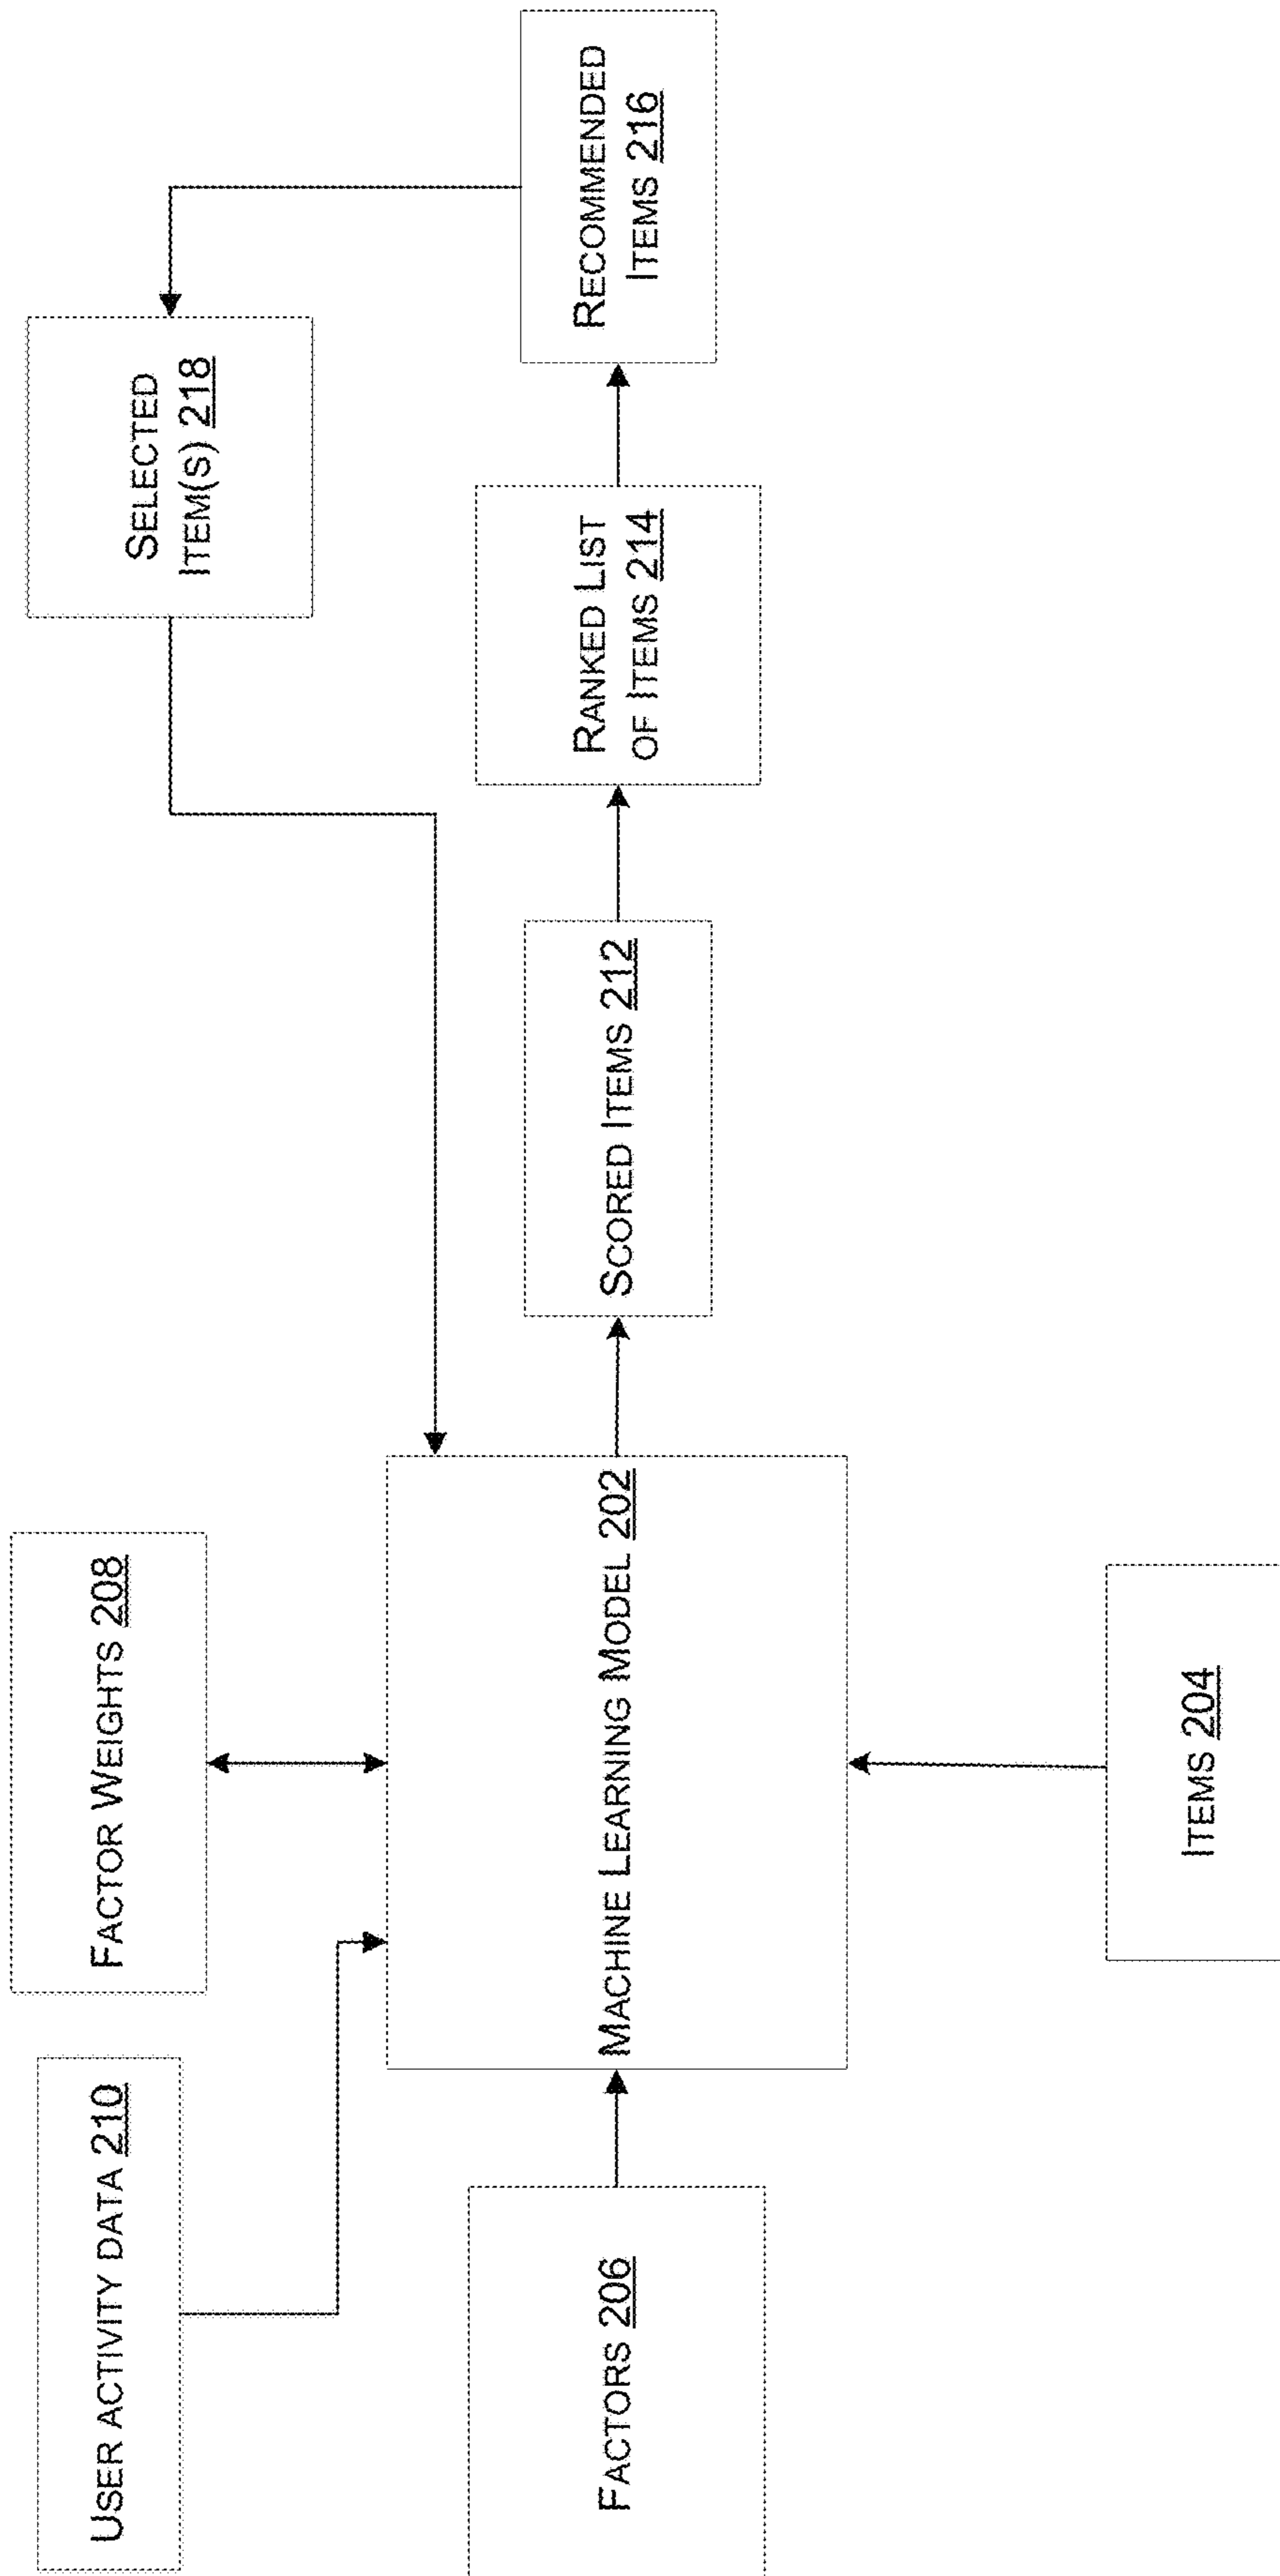 USER ACTIVITY DATA 210
FACTOR WEIGHTS 208
SELECTED
ITEM(S) 218
FACTORS 206
MACHINE LEARNING MODEL 202
SCORED ITEMS 212
RANKED LIST
OF ITEMS 214
RECOMMENDED
ITEMS 216
ITEMS 204